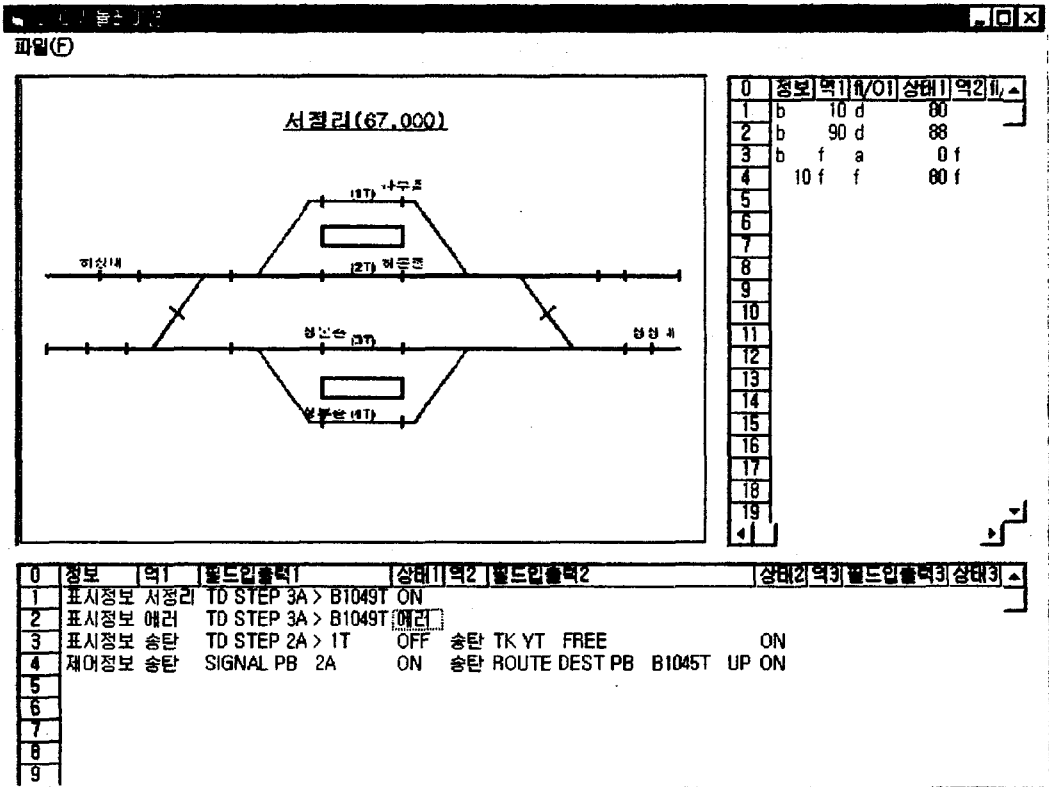 파일(F)
서정리(67,000)
(1T)
(2T)
(3T)
0 정보 역1 상태1 역2
1 b 10 d 80
2 b 90 d 88
3 b f a 0 f
4 10 f f 80 f
5
6
7
8
9
10
11
12
13
14
15
16
17
18
19
0 정보 역1 필드입출력1 상태1 역2 필드입출력2 상태2 역3 필드입출력3 상태3
1 표시정보 서정리 TD STEP 3A > B1049T ON
2 표시정보 에러 TD STEP 3A > B1049T 에러
3 표시정보 송탄 TD STEP 2A > 1T OFF 송탄 TK YT FREE ON
4 제어정보 송탄 SIGNAL PB 2A ON 송탄 ROUTE DEST PB B1045T UP ON
5
6
7
8
9